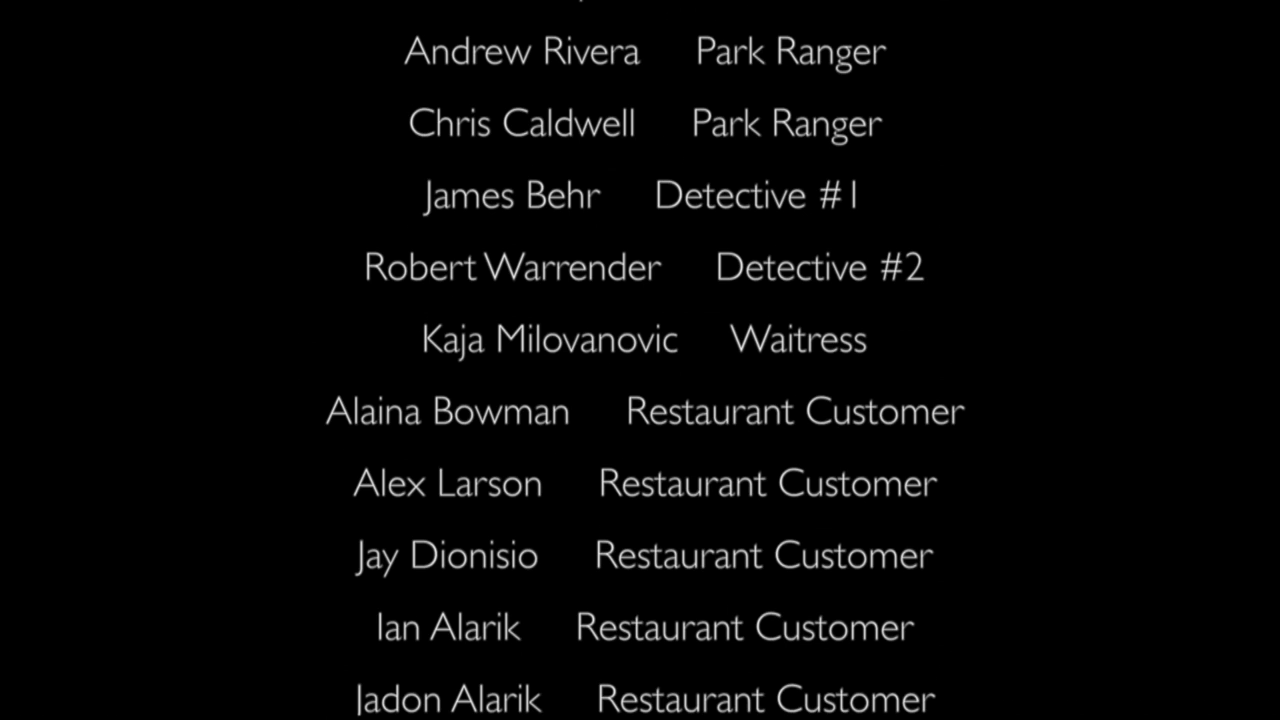 Andrew Rivera Park Ranger
Chris Caldwell Park Ranger
James Behr Detective #1
Robert Warrender Detective #2
Kaja Milovanovic Waitress
Alaina Bowman Restaurant Customer
Alex Larson Restaurant Customer
Jay Dionisio Restaurant Customer
Ian Alarik Restaurant Customer
Jadon Alarik Restaurant Customer